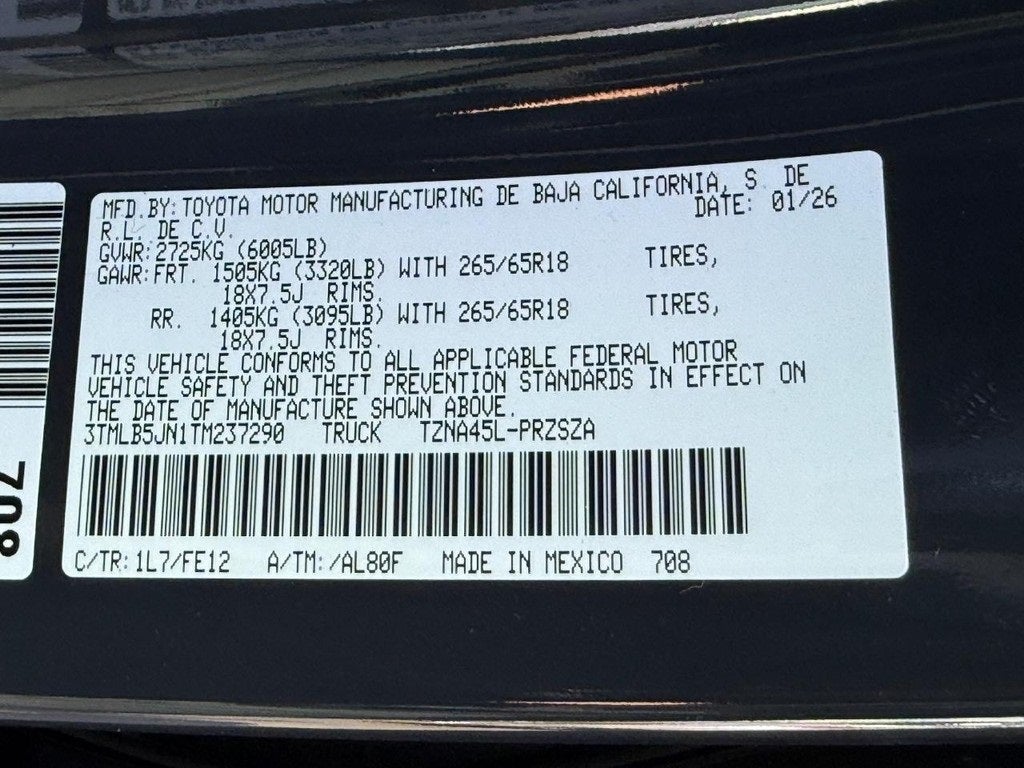 MFD.BY:TOYOTA MOTOR MANUFACTURING DE BAJA CALIFORNIA, S. DE
R.L. DE C.V. DATE: 01/26
GVWR:2725KG (6005LB)
GAWR:FRT. 1505KG (3320LB) WITH 265/65R18 TIRES,
18X7.5J RIMS.
RR. 1405KG (3095LB) WITH 265/65R18 TIRES,
18X7.5J RIMS.
THIS VEHICLE CONFORMS TO ALL APPLICABLE FEDERAL MOTOR
VEHICLE SAFETY AND THEFT PREVENTION STANDARDS IN EFFECT ON
THE DATE OF MANUFACTURE SHOWN ABOVE.
3TMLB5JN1TM237290 TRUCK TZNA45L-PRZSZA
C/TR:1L7/FE12 A/TM:/AL80F MADE IN MEXICO 708
708